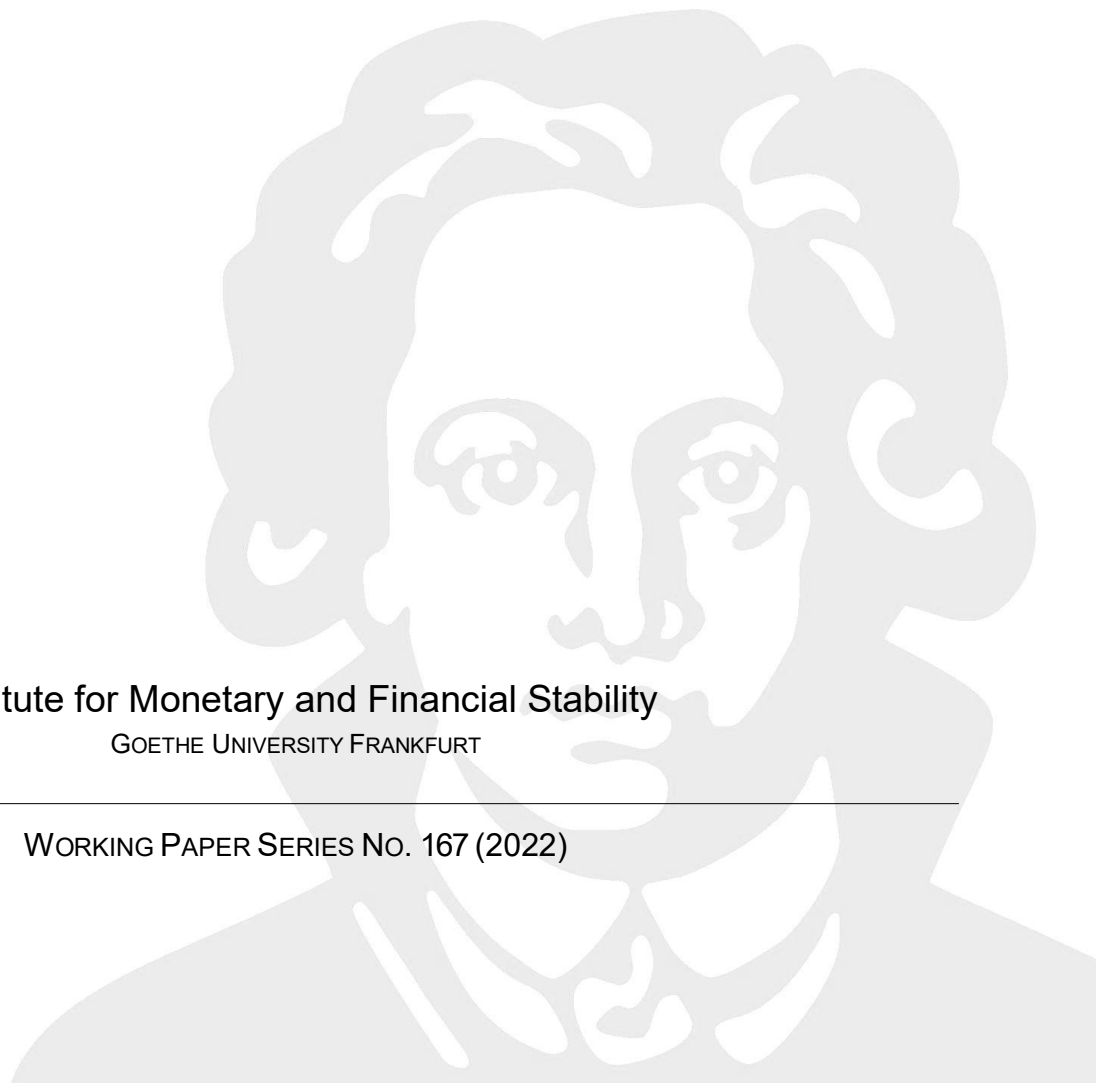 tute for Monetary and Financial Stability
GOETHE UNIVERSITY FRANKFURT
WORKING PAPER SERIES NO. 167 (2022)